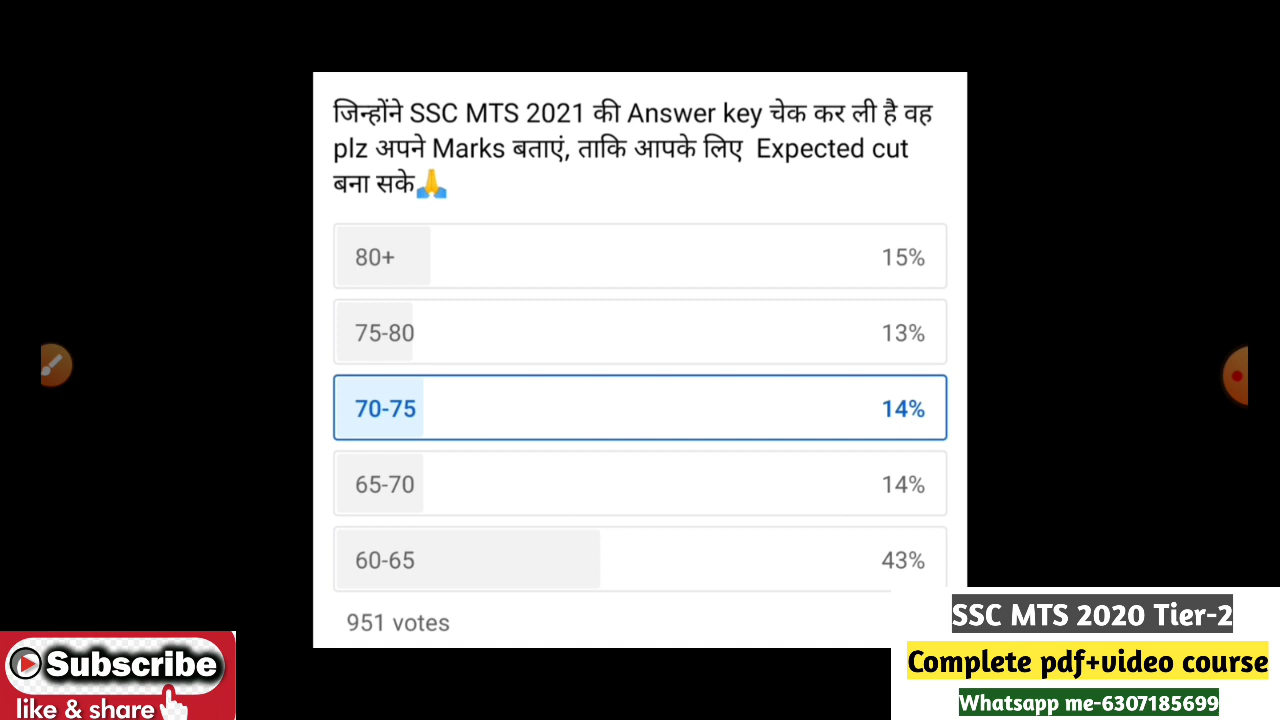 जिन्होंने SSC MTS 2021 की Answer key चेक कर ली है वह
plz अपने Marks बताएं, ताकि आपके लिए Expected cut
बना सके🙏
80+ 15%
75-80 13%
70-75 14%
65-70 14%
60-65 43%
951 votes
SSC MTS 2020 Tier-2
Complete pdf+video course
Whatsapp me-6307185699
Subscribe
like & share